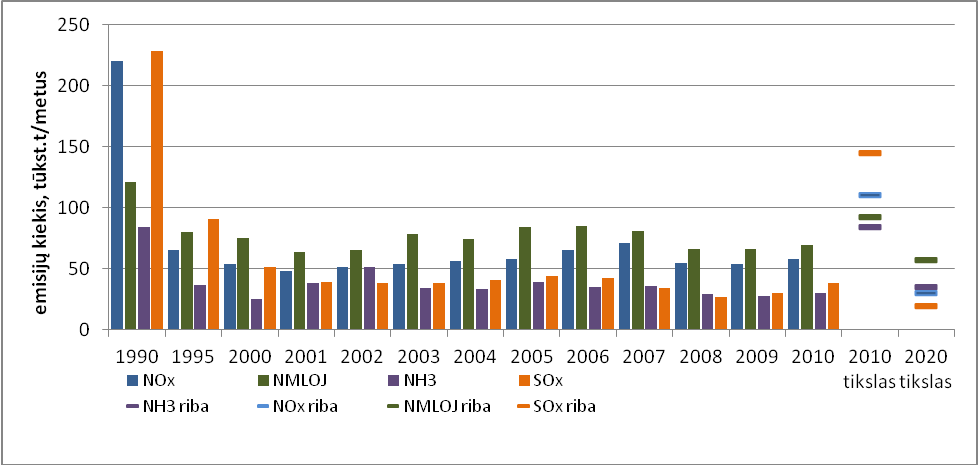 250
200
150
100
50
0
emisijų kiekis, tūkst.t/metus
1990 1995 2000 2001 2002 2003 2004 2005 2006 2007 2008 2009 2010 2010 2020
tikslas tikslas
NOx NMLOJ NH3 SOx
NH3 riba NOx riba NMLOJ riba SOx riba